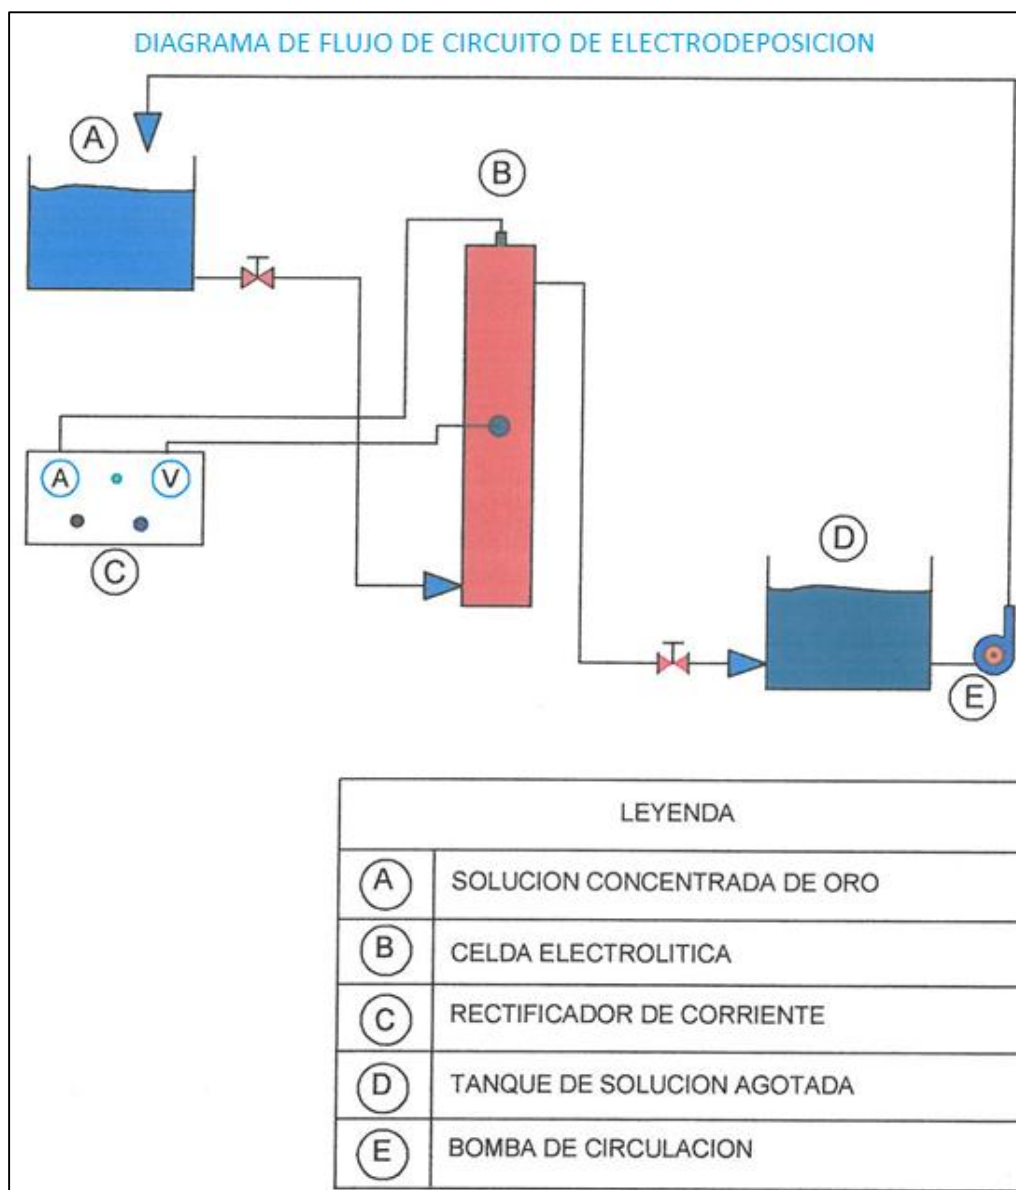 DIAGRAMA DE FLUJO DE CIRCUITO DE ELECTRODEPOSICION
A
B
A V
C
D
E
LEYENDA
A SOLUCION CONCENTRADA DE ORO
B CELDA ELECTROLITICA
C RECTIFICADOR DE CORRIENTE
D TANQUE DE SOLUCION AGOTADA
E BOMBA DE CIRCULACION